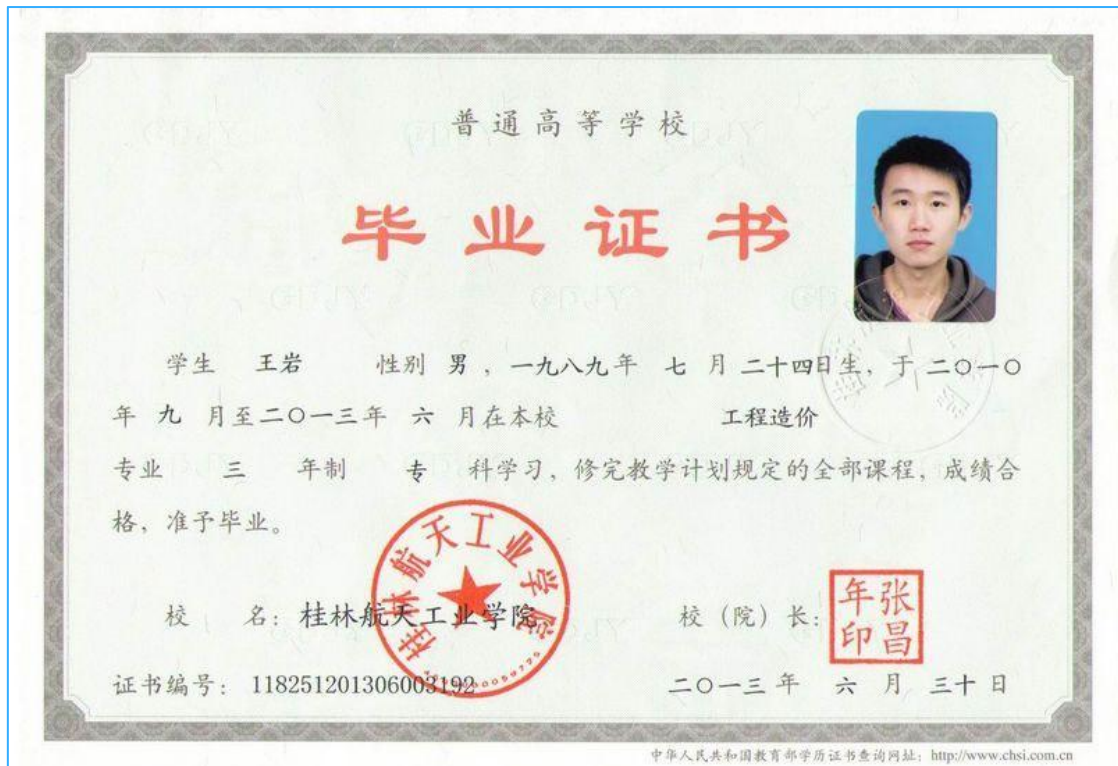 普通高等学校
毕业证书
学生 王岩 性别 男 ，一九八九年 七 月 二十四日生，于 二〇一〇
年 九 月至二〇一三年 六 月在本校 工程造价
专业 三 年制 专 科学习，修完教学计划规定的全部课程，成绩合
格，准予毕业。
桂林航天工业学院
校 名：桂林航天工业学院 校（院）长：
张昌年印
证书编号： 118251201306003192 二〇一三年 六 月 三十日
中华人民共和国教育部学历证书查询网址：http://www.chsi.com.cn